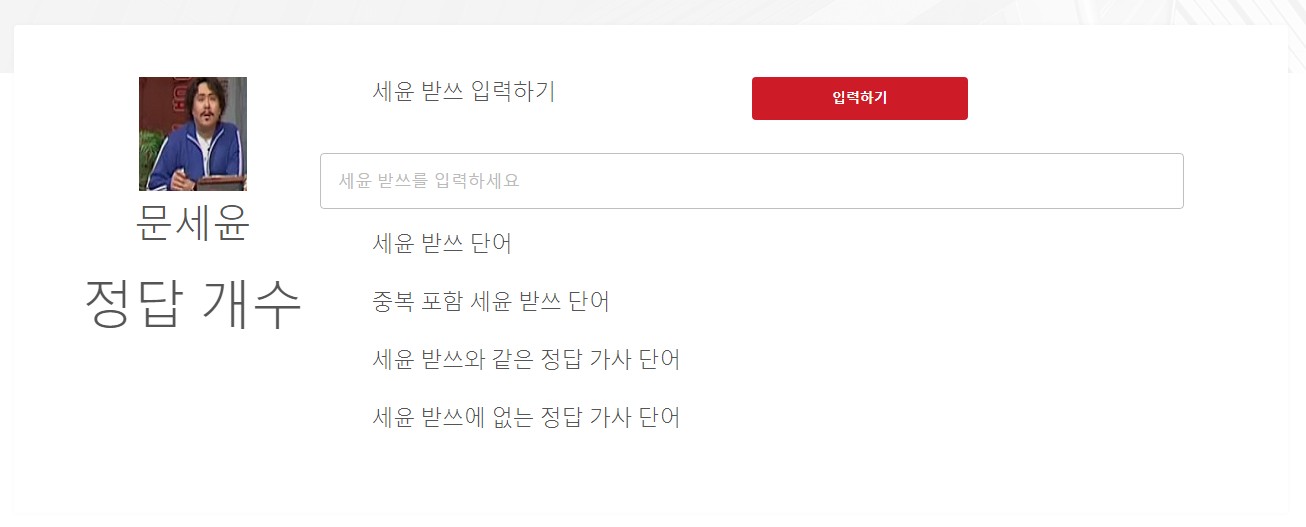 세윤 받쓰 입력하기
입력하기
세윤 받쓰를 입력하세요
문세윤
정답 개수
세윤 받쓰 단어
중복 포함 세윤 받쓰 단어
세윤 받쓰와 같은 정답 가사 단어
세윤 받쓰에 없는 정답 가사 단어